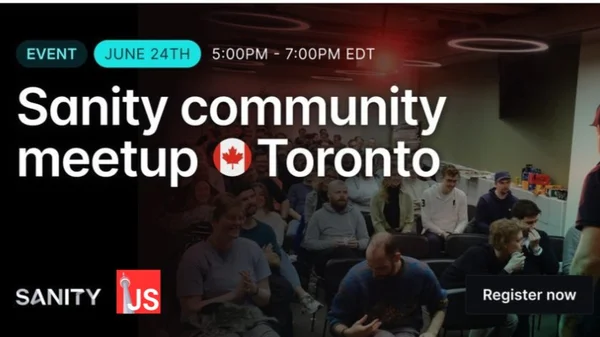 EVENT
JUNE 24TH
5:00PM - 7:00PM EDT
Sanity community
meetup 🇨🇦 Toronto
SANITY
JS
Register now